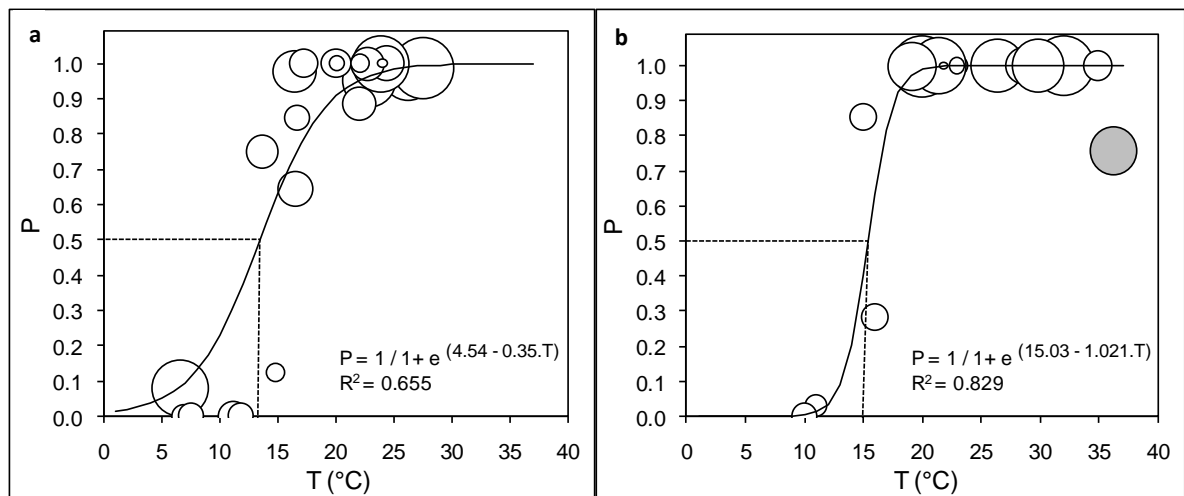 a
1.0
0.9
0.8
0.7
0.6
0.5
0.4
0.3
0.2
0.1
0.0
P
P = 1 / 1+ e (4.54 - 0.35.T)
R² = 0.655
0 5 10 15 20 25 30 35 40
T (°C)
b
1.0
0.9
0.8
0.7
0.6
0.5
0.4
0.3
0.2
0.1
0.0
P
P = 1 / 1+ e (15.03 - 1.021.T)
R² = 0.829
0 5 10 15 20 25 30 35 40
T (°C)